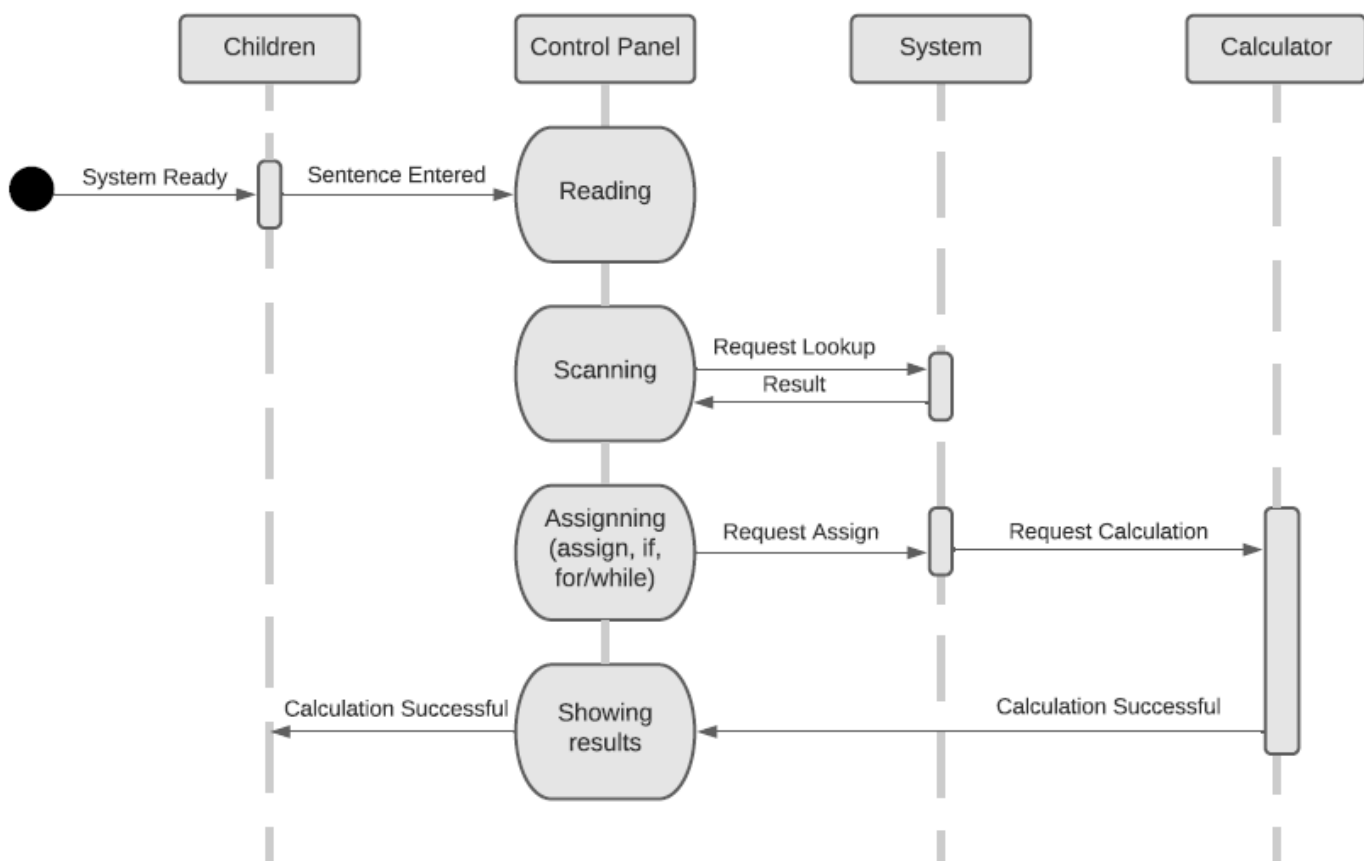 Children
Control Panel
System
Calculator
System Ready
Sentence Entered
Reading
Scanning
Request Lookup
Result
Assignning
(assign, if,
for/while)
Request Assign
Request Calculation
Calculation Successful
Showing
results
Calculation Successful